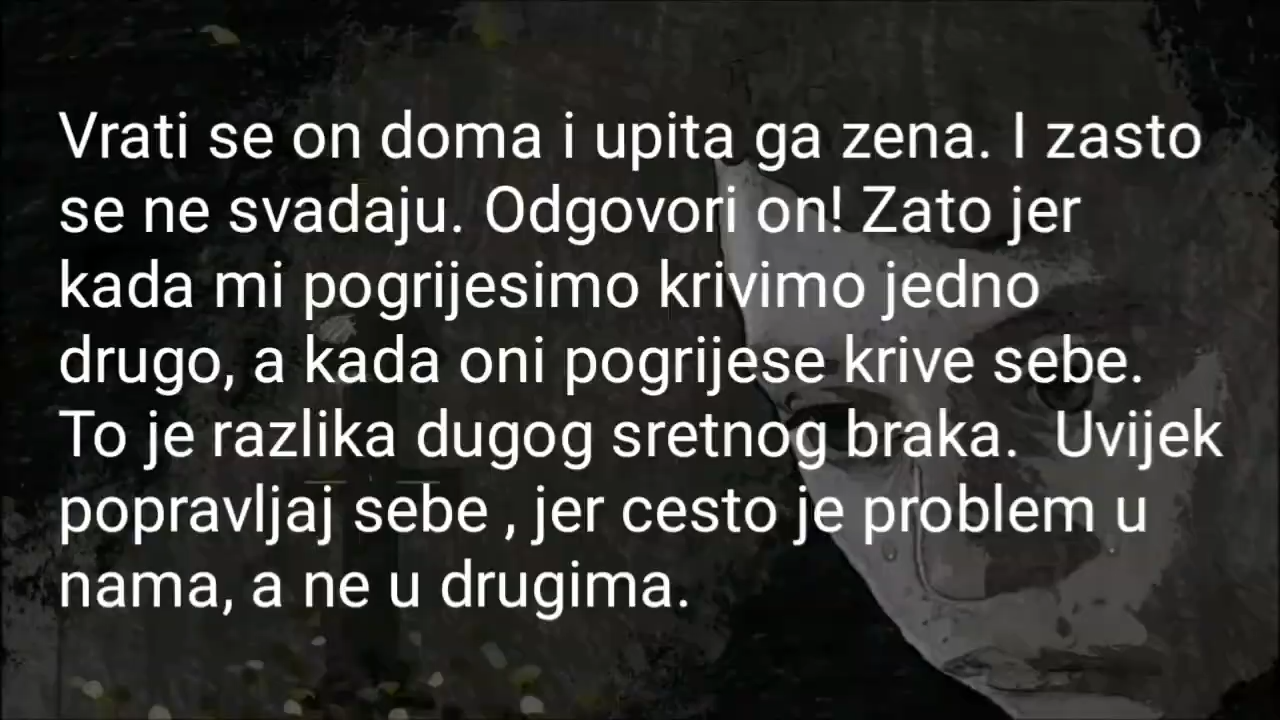 Vrati se on doma i upita ga zena. I zasto
se ne svadaju. Odgovori on! Zato jer
kada mi pogrijesimo krivimo jedno
drugo, a kada oni pogrijese krive sebe.
To je razlika dugog sretnog braka.  Uvijek
popravljaj sebe , jer cesto je problem u
nama, a ne u drugima.